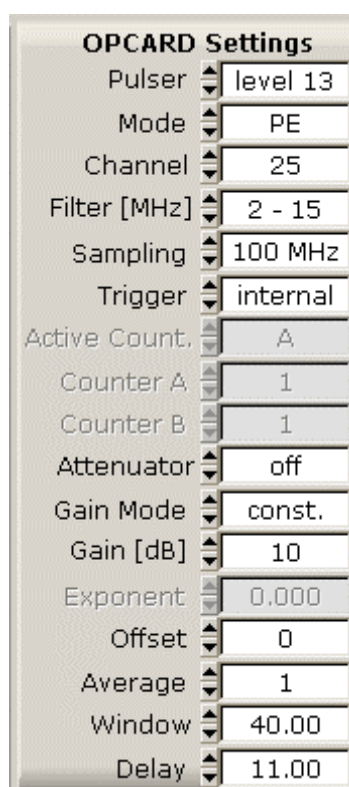 OPCARD Settings
Pulser level 13
Mode PE
Channel 25
Filter [MHz] 2 - 15
Sampling 100 MHz
Trigger internal
Active Count. A
Counter A 1
Counter B 1
Attenuator off
Gain Mode const.
Gain [dB] 10
Exponent 0.000
Offset 0
Average 1
Window 40.00
Delay 11.00